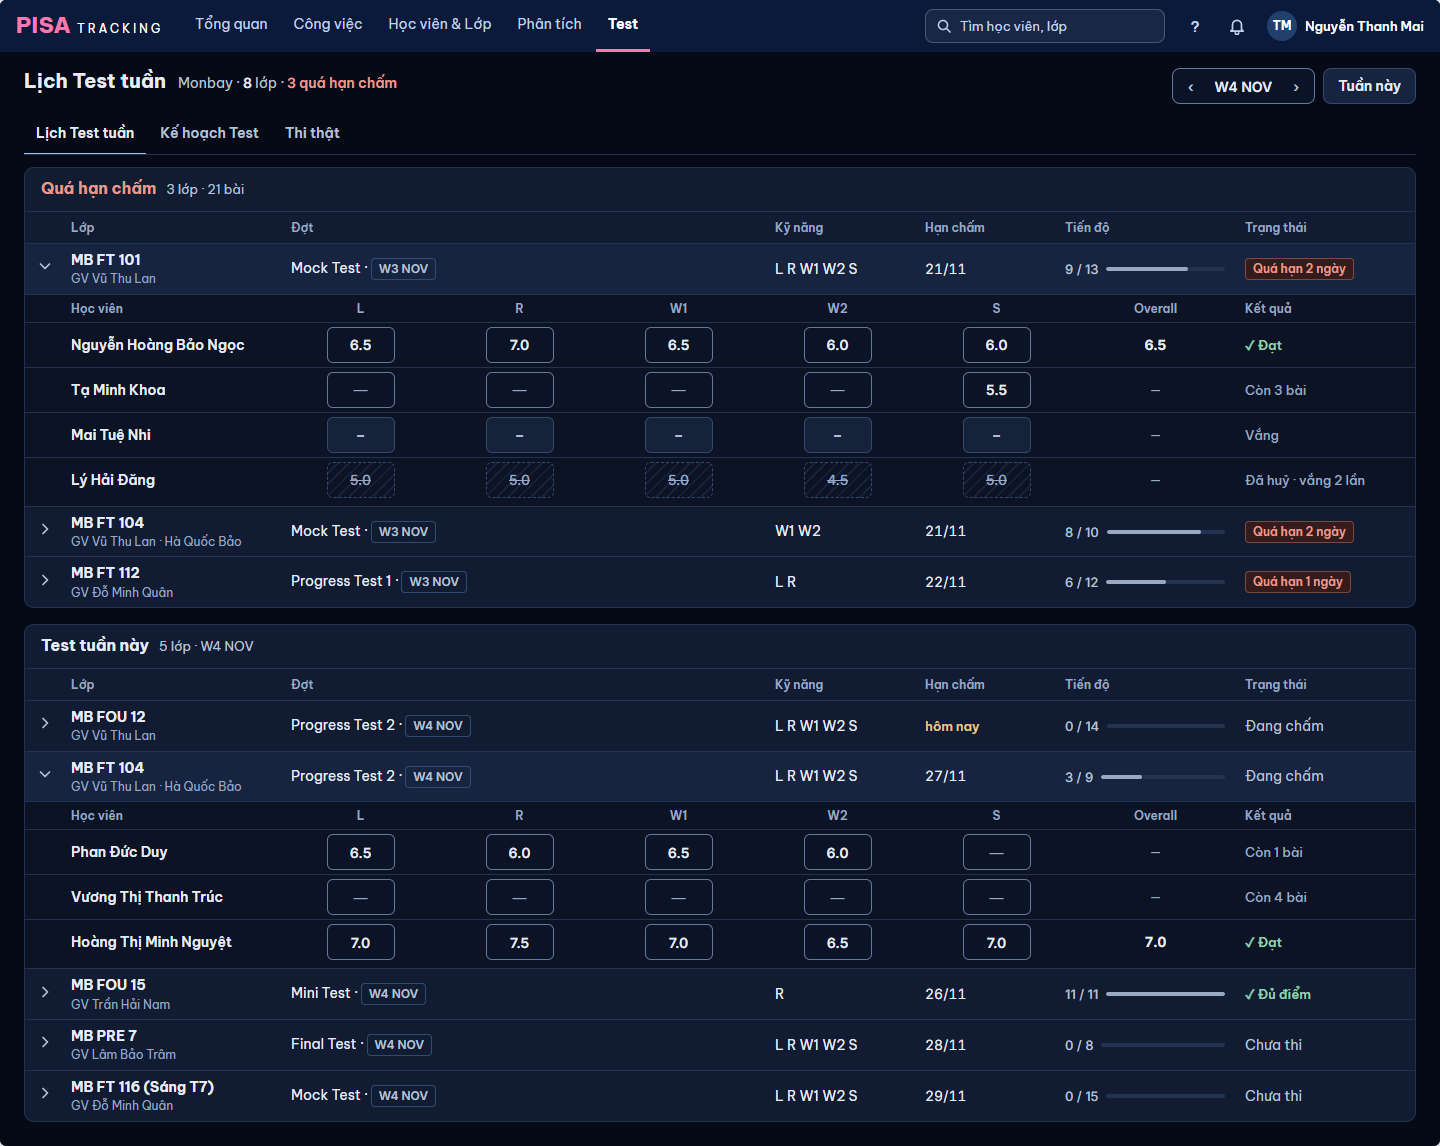 PISA TRACKING Tổng quan Công việc Học viên & Lớp Phân tích Test Tìm học viên, lớp ? TM Nguyễn Thanh Mai
Lịch Test tuần Monbay · 8 lớp · 3 quá hạn chấm ‹ W4 NOV › Tuần này
Lịch Test tuần Kế hoạch Test Thi thật
Quá hạn chấm 3 lớp · 21 bài
Lớp Đợt Kỹ năng Hạn chấm Tiến độ Trạng thái
MB FT 101
GV Vũ Thu Lan
Mock Test · W3 NOV L R W1 W2 S 21/11 9 / 13 Quá hạn 2 ngày
Học viên L R W1 W2 S Overall Kết quả
Nguyễn Hoàng Bảo Ngọc 6.5 7.0 6.5 6.0 6.0 6.5 ✓ Đạt
Tạ Minh Khoa — — — — 5.5 — Còn 3 bài
Mai Tuệ Nhi – – – – – — Vắng
Lý Hải Đăng 5.0 5.0 5.0 4.5 5.0 — Đã huỷ · vắng 2 lần
MB FT 104
GV Vũ Thu Lan · Hà Quốc Bảo
Mock Test · W3 NOV W1 W2 21/11 8 / 10 Quá hạn 2 ngày
MB FT 112
GV Đỗ Minh Quân
Progress Test 1 · W3 NOV L R 22/11 6 / 12 Quá hạn 1 ngày
Test tuần này 5 lớp · W4 NOV
Lớp Đợt Kỹ năng Hạn chấm Tiến độ Trạng thái
MB FOU 12
GV Vũ Thu Lan
Progress Test 2 · W4 NOV L R W1 W2 S hôm nay 0 / 14 Đang chấm
MB FT 104
GV Vũ Thu Lan · Hà Quốc Bảo
Progress Test 2 · W4 NOV L R W1 W2 S 27/11 3 / 9 Đang chấm
Học viên L R W1 W2 S Overall Kết quả
Phan Đức Duy 6.5 6.0 6.5 6.0 — — Còn 1 bài
Vương Thị Thanh Trúc — — — — — — Còn 4 bài
Hoàng Thị Minh Nguyệt 7.0 7.5 7.0 6.5 7.0 7.0 ✓ Đạt
MB FOU 15
GV Trần Hải Nam
Mini Test · W4 NOV R 26/11 11 / 11 ✓ Đủ điểm
MB PRE 7
GV Lâm Bảo Trâm
Final Test · W4 NOV L R W1 W2 S 28/11 0 / 8 Chưa thi
MB FT 116 (Sáng T7)
GV Đỗ Minh Quân
Mock Test · W4 NOV L R W1 W2 S 29/11 0 / 15 Chưa thi